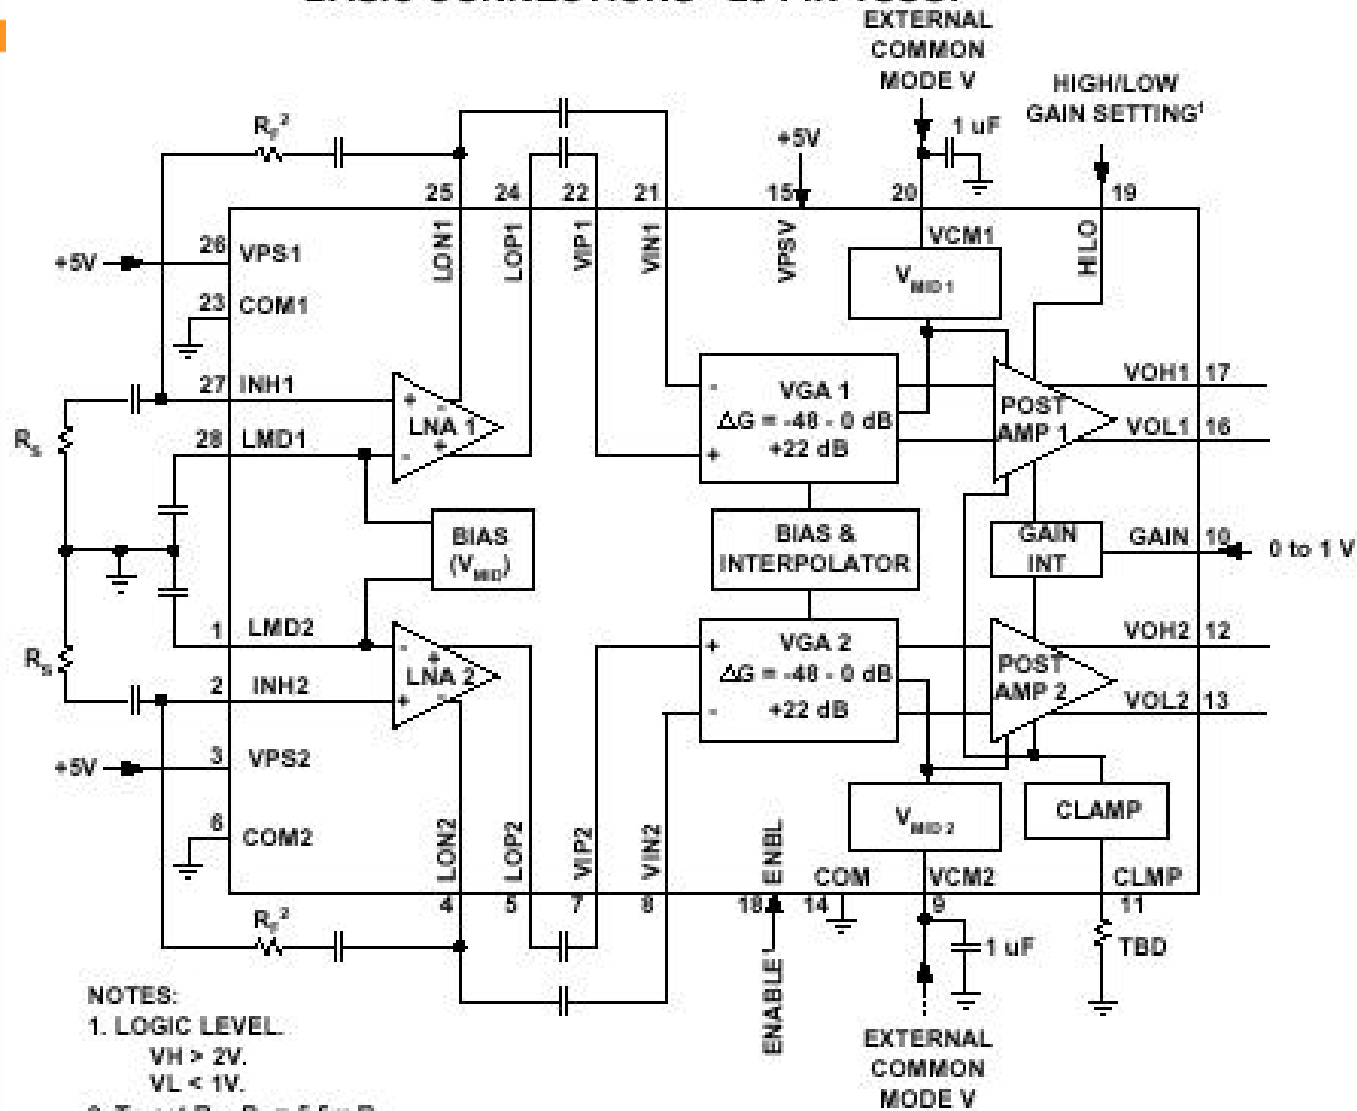 EXTERNAL
COMMON
MODE V
HIGH/LOW
GAIN SETTING¹
RF²
+5V
1 uF
25 24 22 21 15 20 19
LON1 LOP1 VIP1 VIN1 VPSV VCM1 HILO
+5V 26 VPS1
VMID 1
23 COM1
27 INH1
+ - LNA 1 + -
-
VGA 1
ΔG = -48 - 0 dB
+22 dB
+
POST
AMP 1
VOH1 17
VOL1 16
RS
28 LMD1
BIAS
(VMID)
BIAS &
INTERPOLATOR
GAIN
INT
GAIN 10 0 to 1 V
1 LMD2
RS
2 INH2
- + LNA 2 - +
+
VGA 2
ΔG = -48 - 0 dB
+22 dB
-
POST
AMP 2
VOH2 12
VOL2 13
+5V 3 VPS2
6 COM2
VMID 2
CLAMP
LON2 LOP2 VIP2 VIN2 ENBL COM VCM2 CLMP
4 5 7 8 18 14 9 11
RF²
ENABLE¹
1 uF
TBD
EXTERNAL
COMMON
MODE V
NOTES:
1. LOGIC LEVEL.
VH > 2V.
VL < 1V.